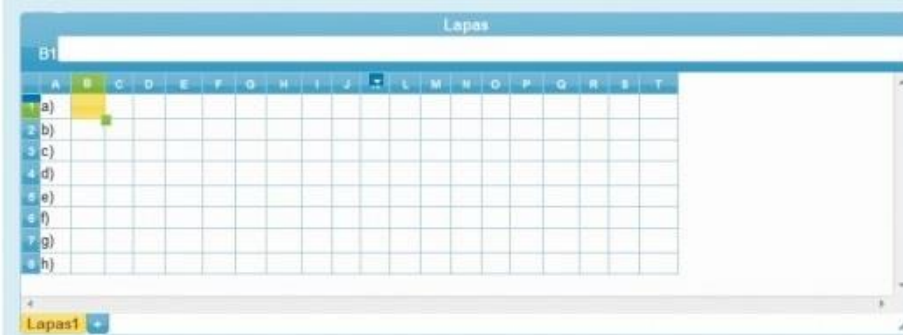 Lapas
B1
A B C D E F G H I J L M N O P Q R S T
1 a)
2 b)
3 c)
4 d)
5 e)
6 f)
7 g)
8 h)
Lapas1 +